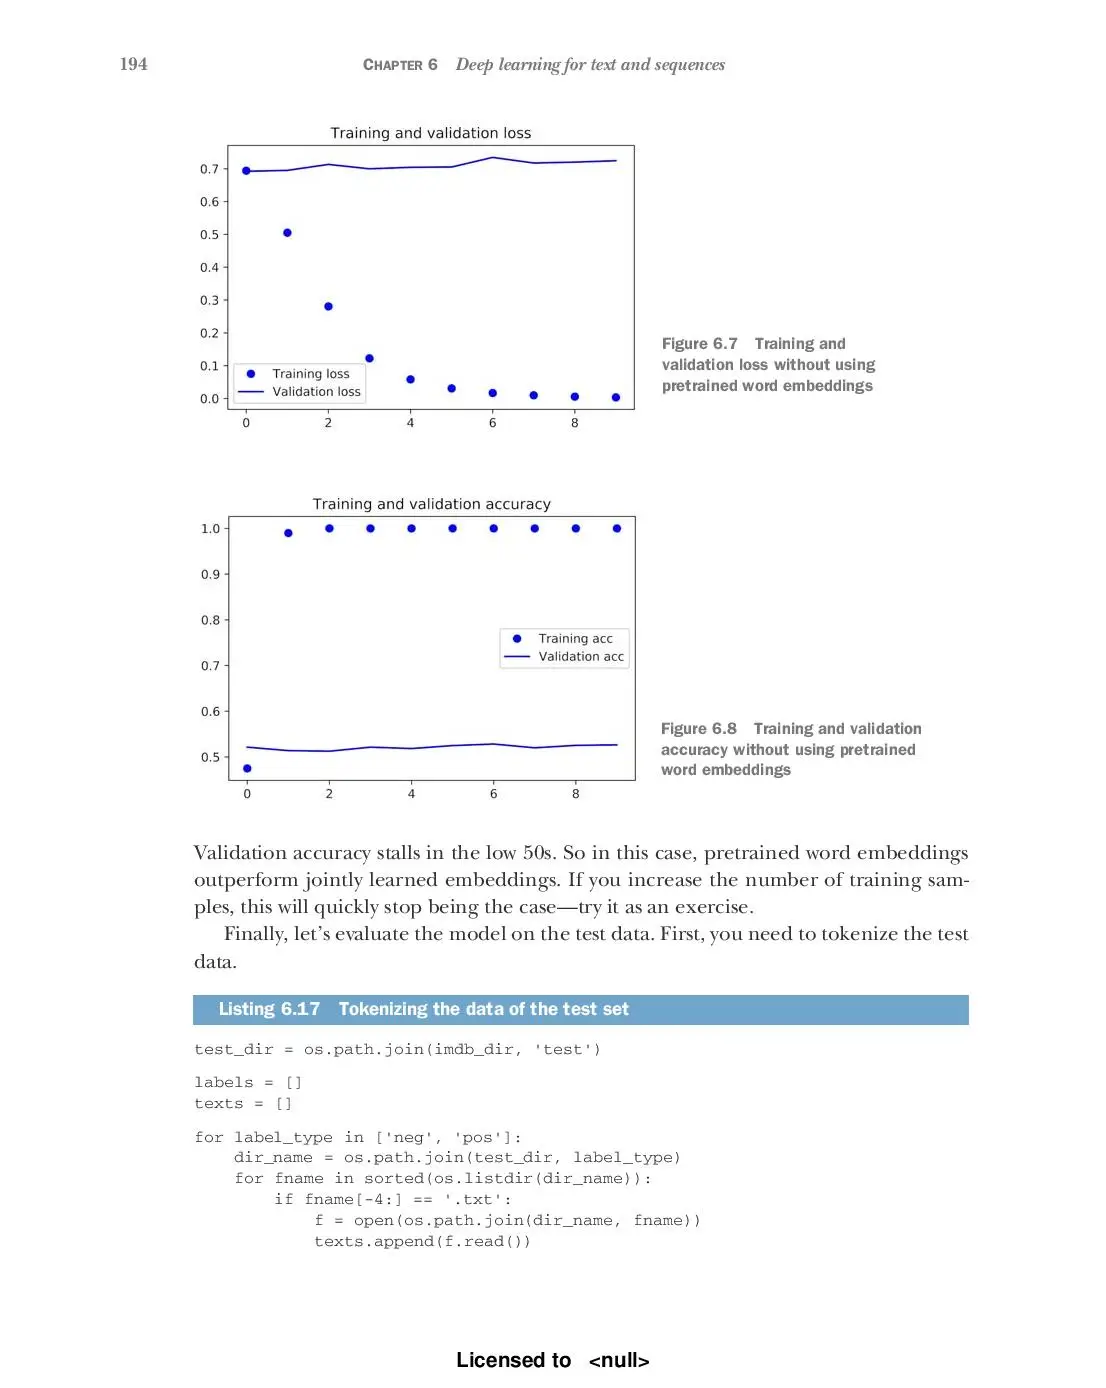 194
CHAPTER 6 Deep learning for text and sequences
Training and validation loss
0.7
0.6
0.5
0.4
0.3
0.2
0.1
0.0
Training loss
Validation loss
0 2 4 6 8
Figure 6.7 Training and
validation loss without using
pretrained word embeddings
Training and validation accuracy
1.0
0.9
0.8
0.7
0.6
0.5
Training acc
Validation acc
0 2 4 6 8
Figure 6.8 Training and validation
accuracy without using pretrained
word embeddings
Validation accuracy stalls in the low 50s. So in this case, pretrained word embeddings
outperform jointly learned embeddings. If you increase the number of training sam-
ples, this will quickly stop being the case—try it as an exercise.
Finally, let's evaluate the model on the test data. First, you need to tokenize the test
data.
Listing 6.17 Tokenizing the data of the test set
test_dir = os.path.join(imdb_dir, 'test')
labels = []
texts = []
for label_type in ['neg', 'pos']:
    dir_name = os.path.join(test_dir, label_type)
    for fname in sorted(os.listdir(dir_name)):
        if fname[-4:] == '.txt':
            f = open(os.path.join(dir_name, fname))
            texts.append(f.read())
Licensed to <null>